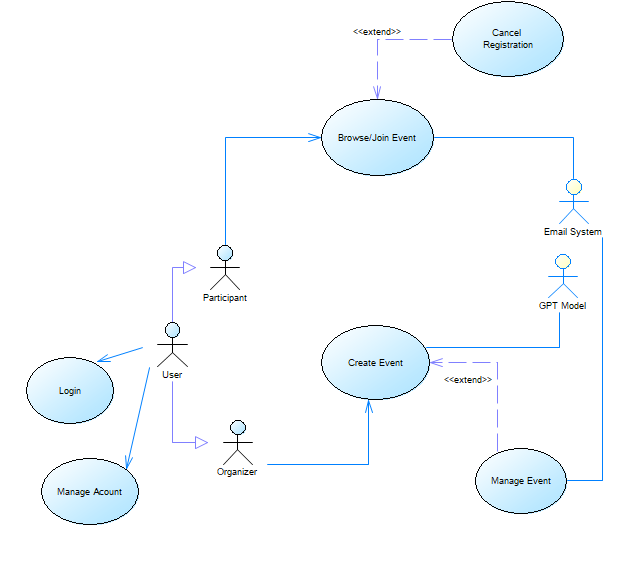 Cancel
Registration
<<extend>>
Browse/Join Event
Email System
Participant
GPT Model
Create Event
User
<<extend>>
Login
Organizer
Manage Event
Manage Acount